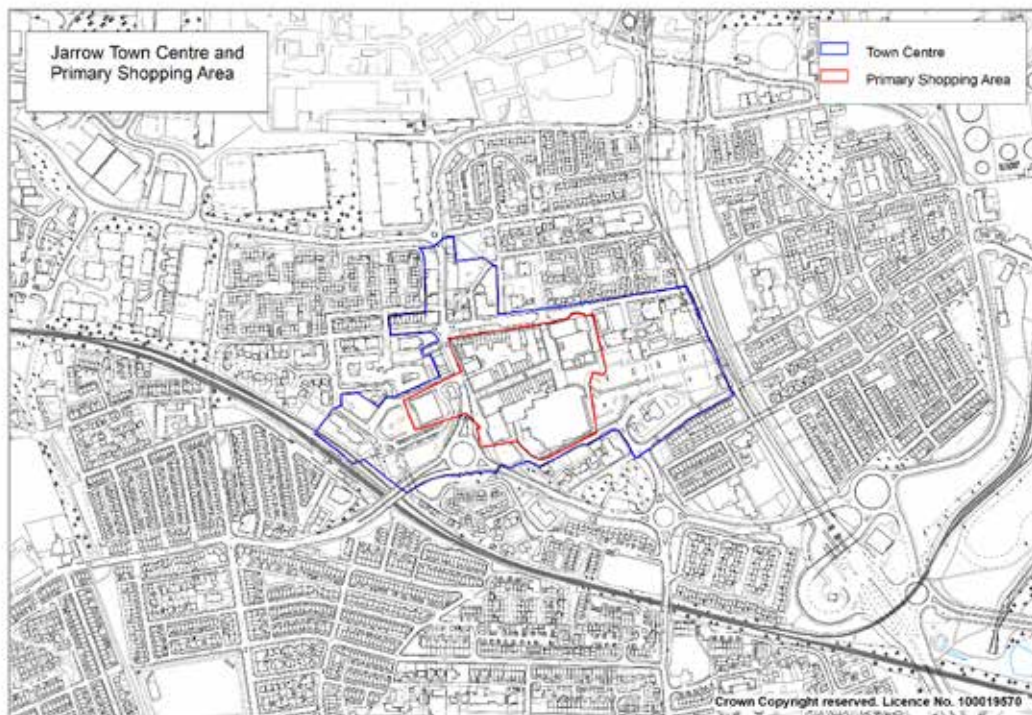 Jarrow Town Centre and
Primary Shopping Area
Town Centre
Primary Shopping Area
Crown Copyright reserved. Licence No. 100019570